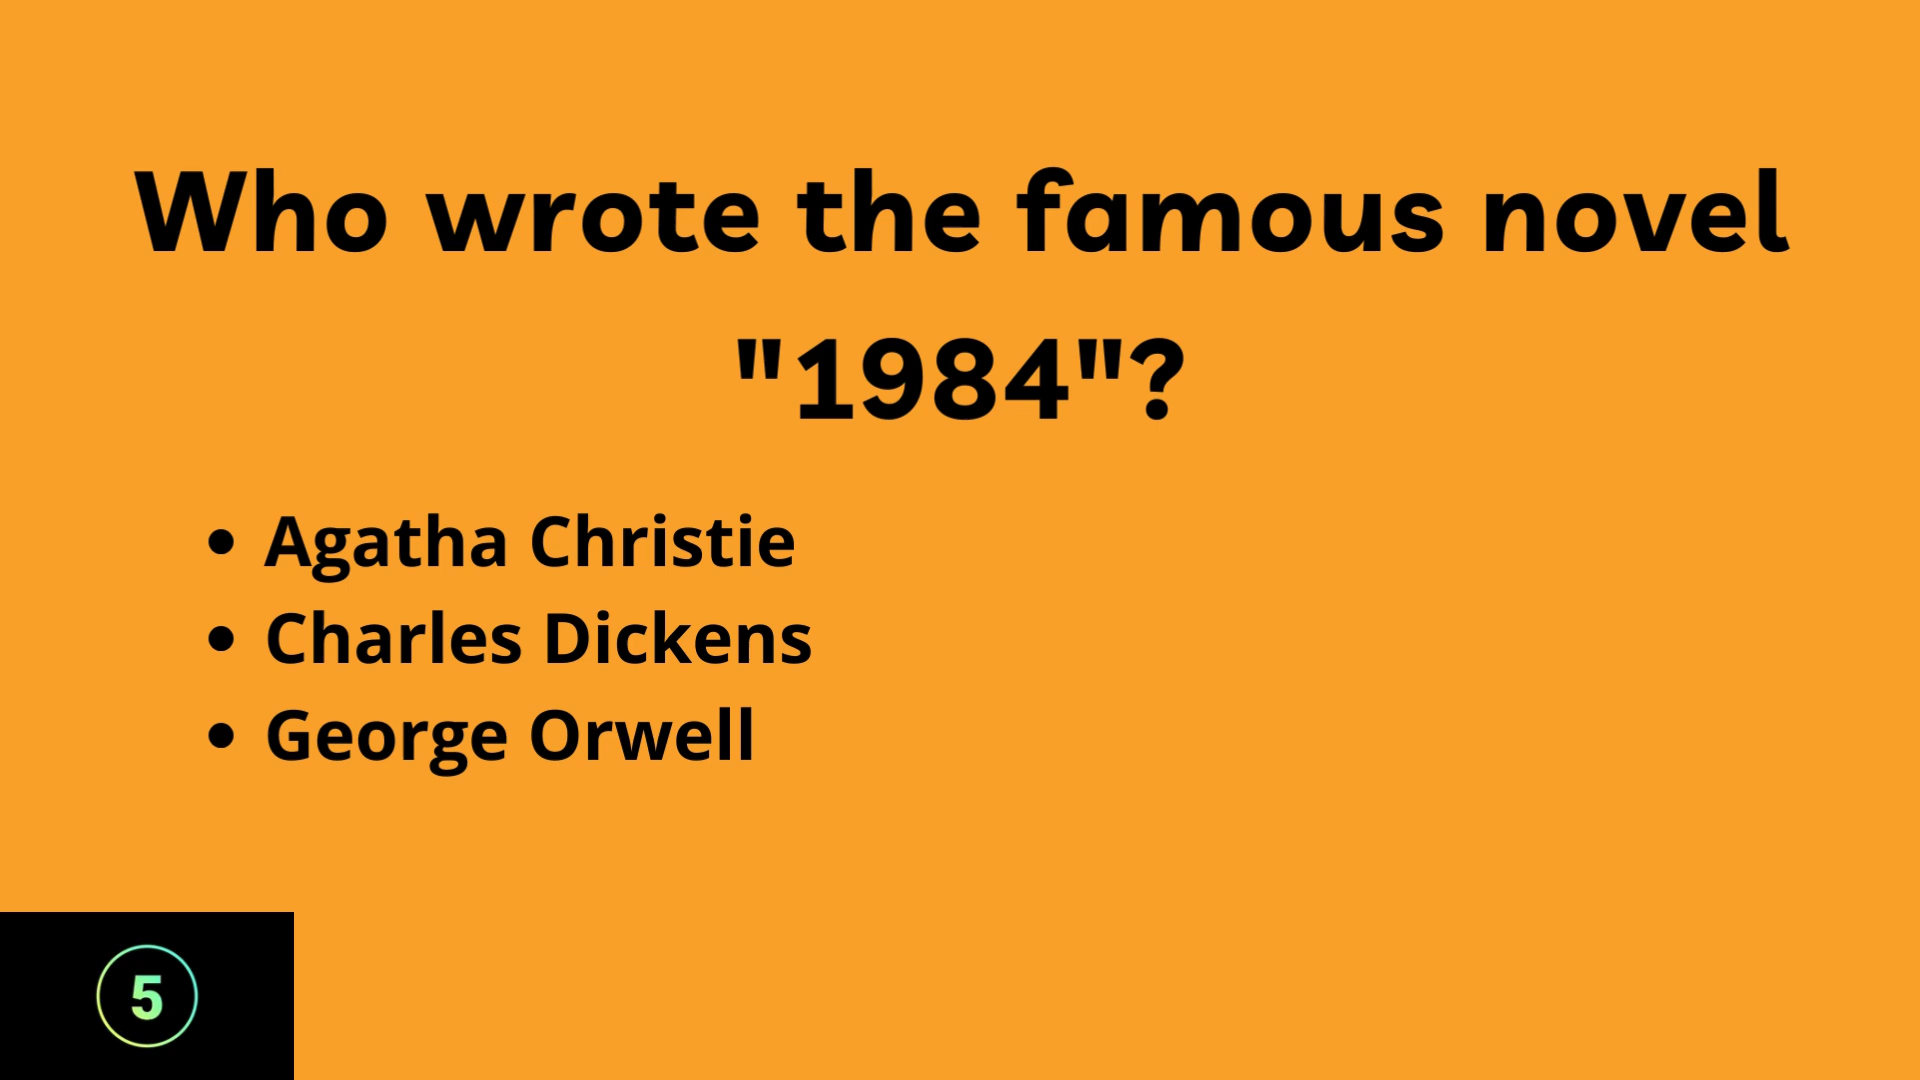 Who wrote the famous novel
"1984"?
• Agatha Christie
• Charles Dickens
• George Orwell
5